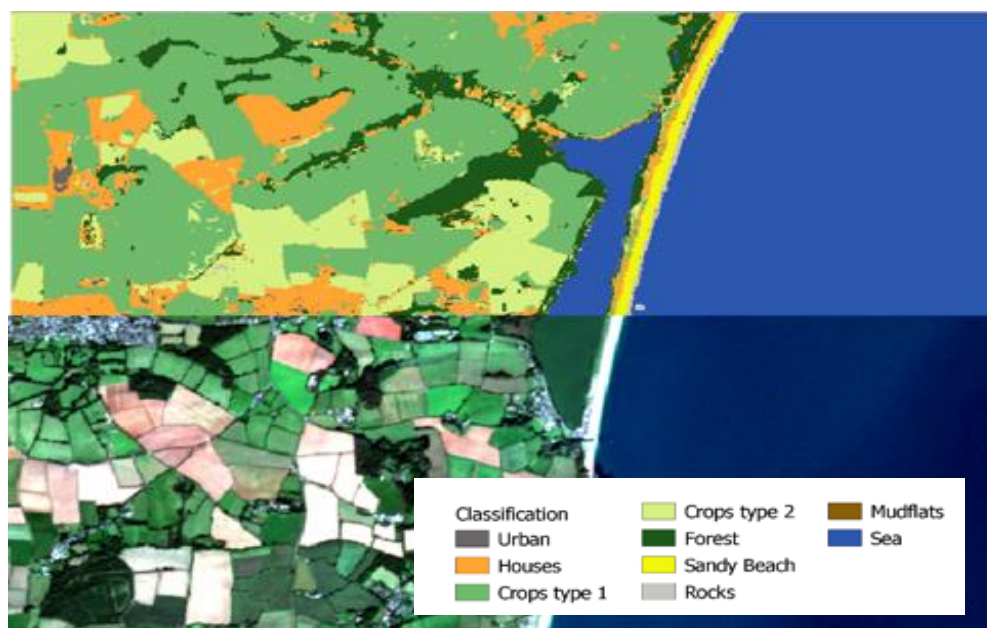 Classification
Urban
Houses
Crops type 1
Crops type 2
Forest
Sandy Beach
Rocks
Mudflats
Sea